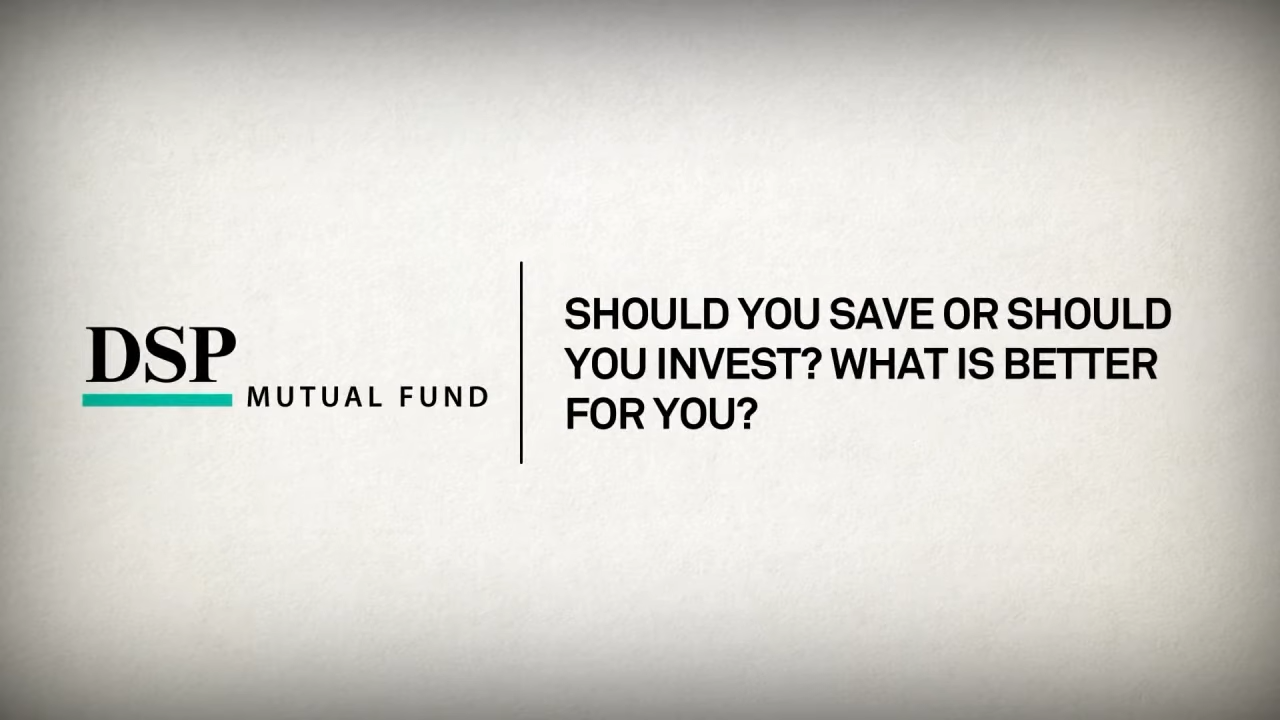 DSP
MUTUAL FUND
SHOULD YOU SAVE OR SHOULD
YOU INVEST? WHAT IS BETTER
FOR YOU?